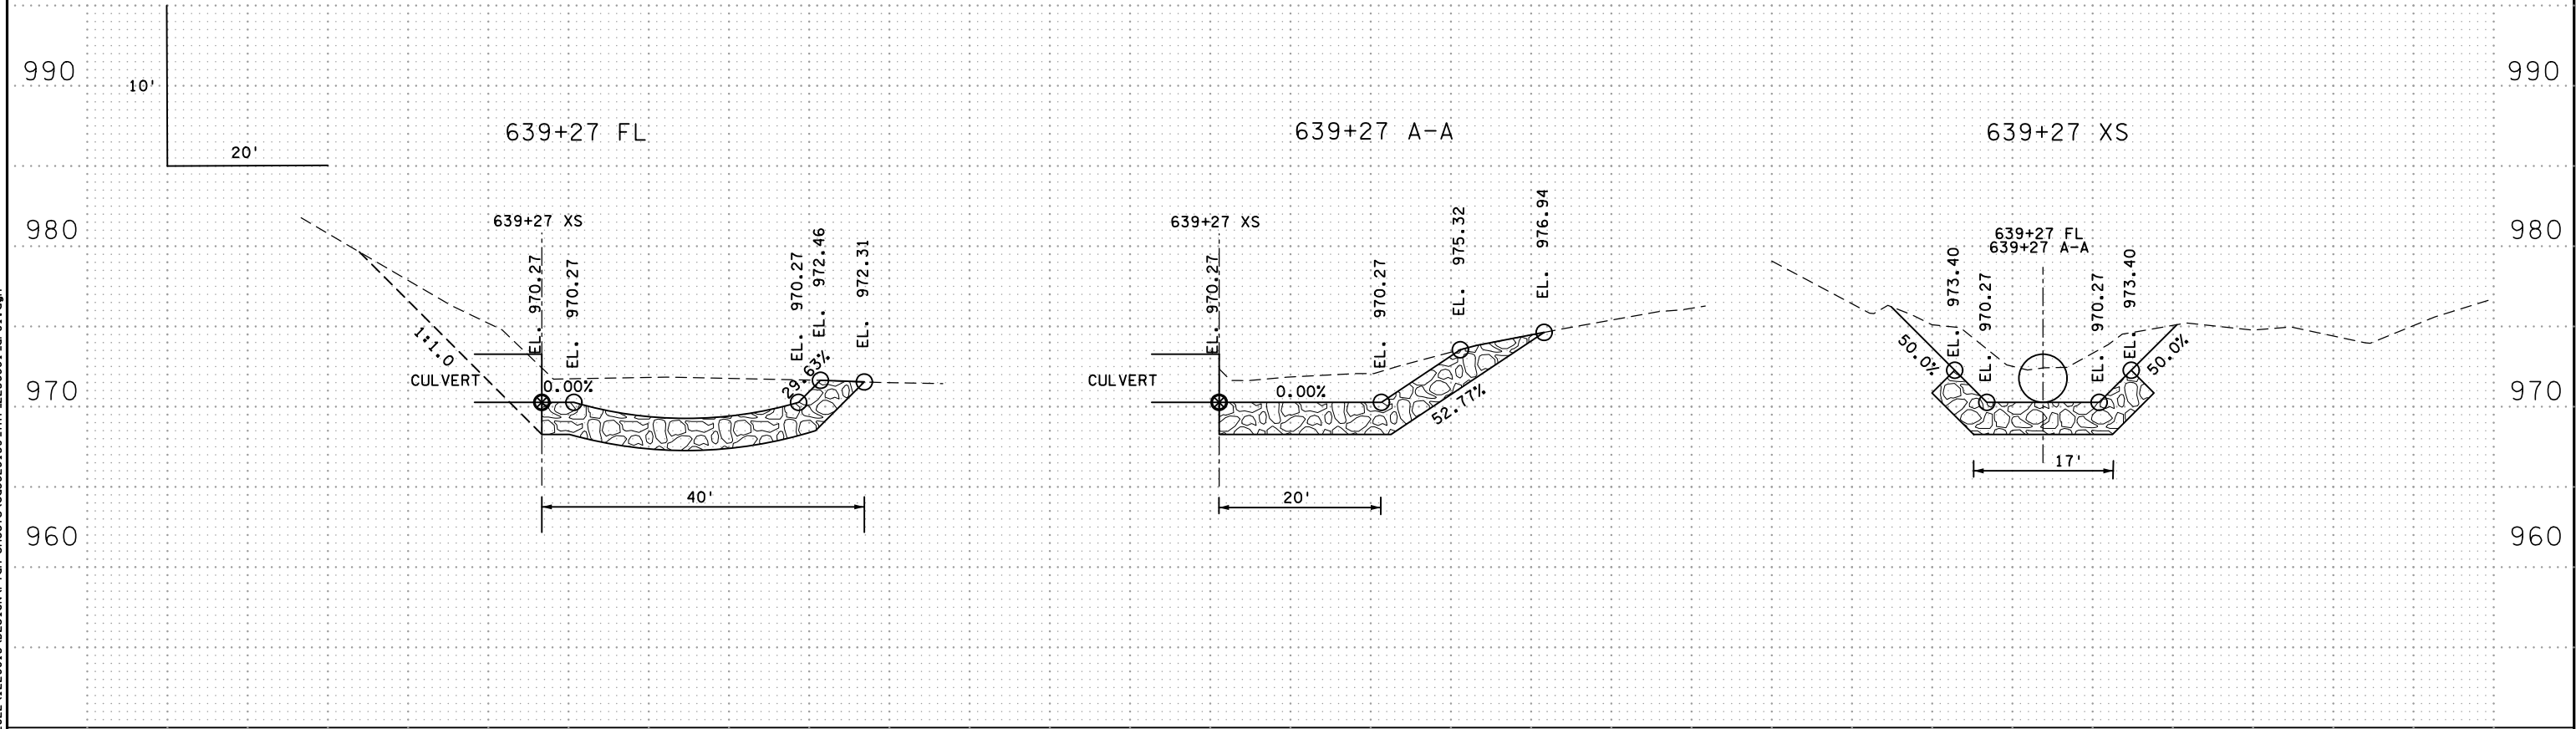 990
10'
20'
980
970
960
639+27 FL
639+27 XS
EL. 970.27
EL. 970.27
EL. 970.27
EL. 972.46
EL. 972.31
1:1.0
CULVERT
0.00%
29.63%
40'
639+27 A-A
639+27 XS
EL. 970.27
EL. 970.27
EL. 975.32
EL. 976.94
CULVERT
0.00%
52.77%
20'
639+27 XS
639+27 FL
639+27 A-A
EL. 973.40
EL. 970.27
EL. 970.27
EL. 973.40
50.0%
50.0%
17'
990
980
970
960